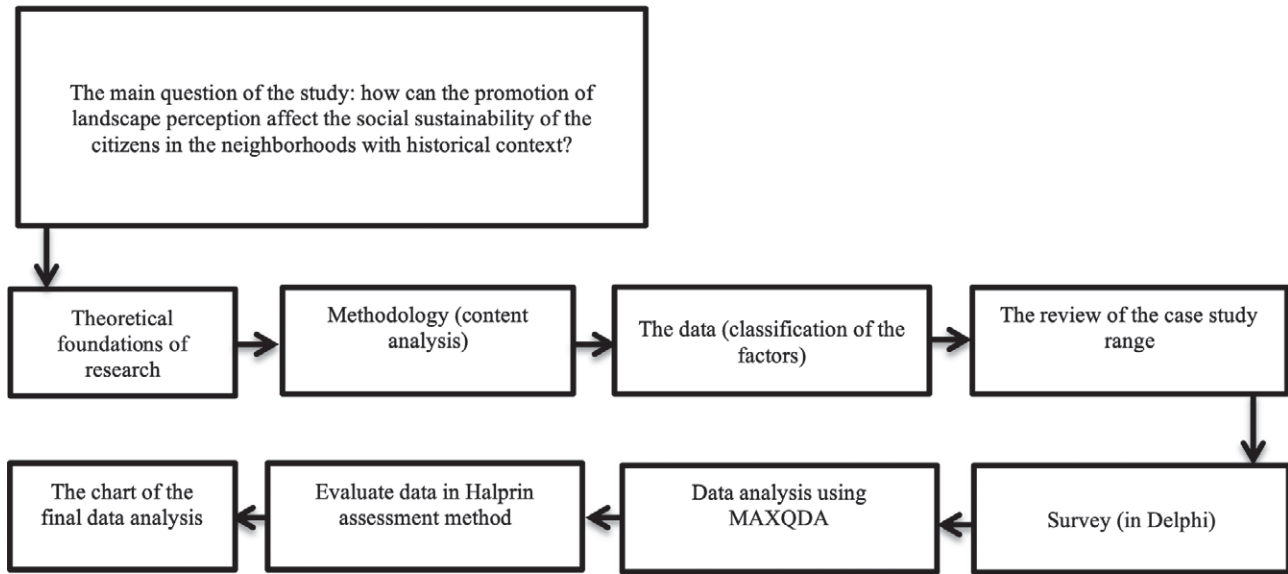 The main question of the study: how can the promotion of
landscape perception affect the social sustainability of the
citizens in the neighborhoods with historical context?
Theoretical
foundations of
research
Methodology (content
analysis)
The data (classification of the
factors)
The review of the case study
range
Survey (in Delphi)
Data analysis using
MAXQDA
Evaluate data in Halprin
assessment method
The chart of the
final data analysis